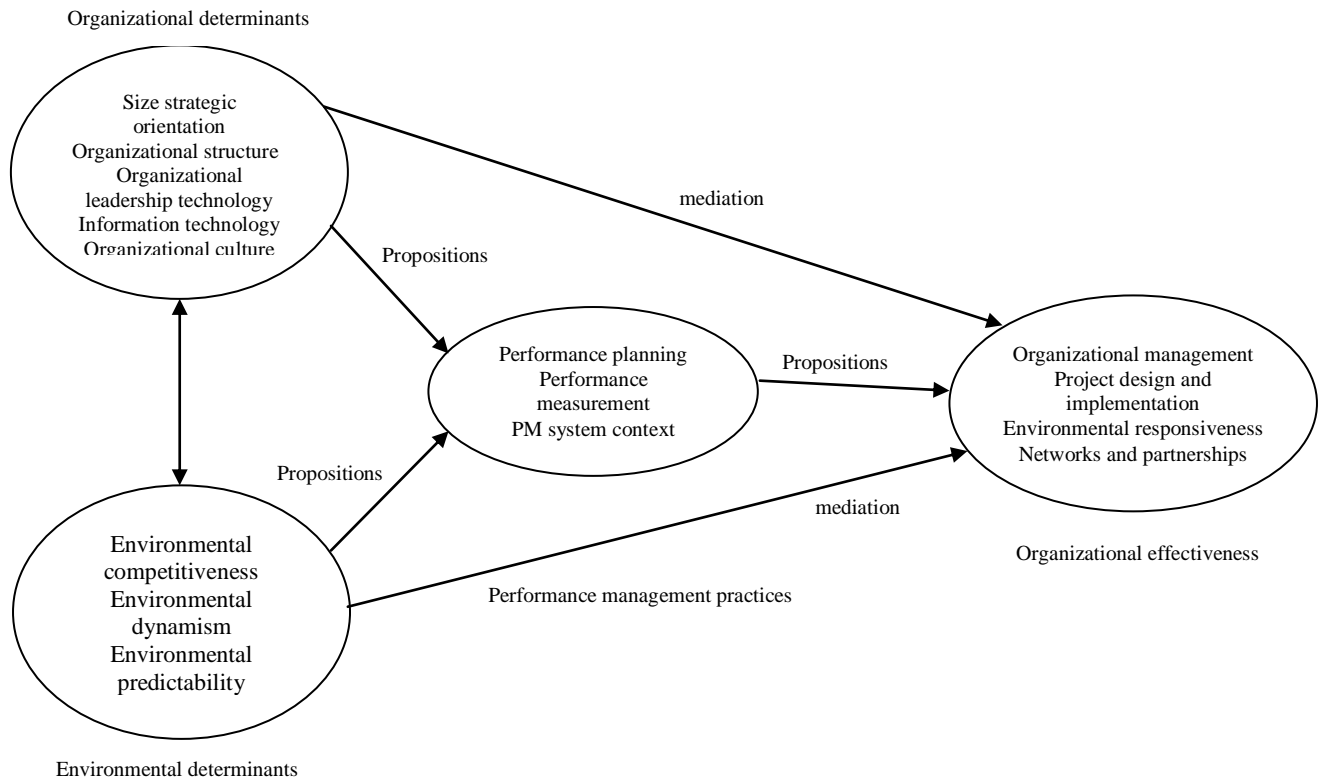 Organizational determinants
Size strategic
orientation
Organizational structure
Organizational
leadership technology
Information technology
Organizational culture
mediation
Propositions
Performance planning
Performance
measurement
PM system context
Propositions
Organizational management
Project design and
implementation
Environmental responsiveness
Networks and partnerships
Propositions
mediation
Environmental
competitiveness
Environmental
dynamism
Environmental
predictability
Organizational effectiveness
Performance management practices
Environmental determinants